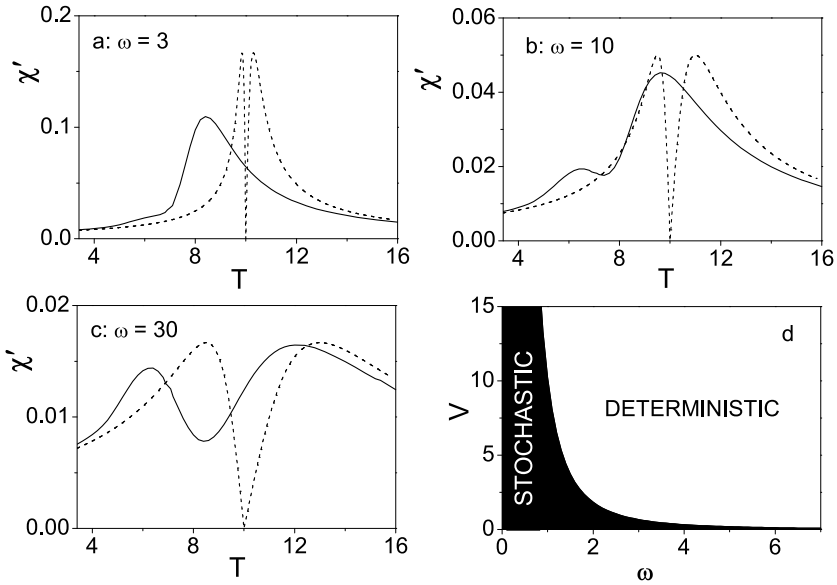 0.2
0.1
0.0
χ′
a: ω = 3
4 8 12 16
T
0.06
0.04
0.02
0.00
χ′
b: ω = 10
4 8 12 16
T
0.02
0.01
0.00
χ′
c: ω = 30
4 8 12 16
T
15
10
5
0
V
d
STOCHASTIC
DETERMINISTIC
0 2 4 6
ω